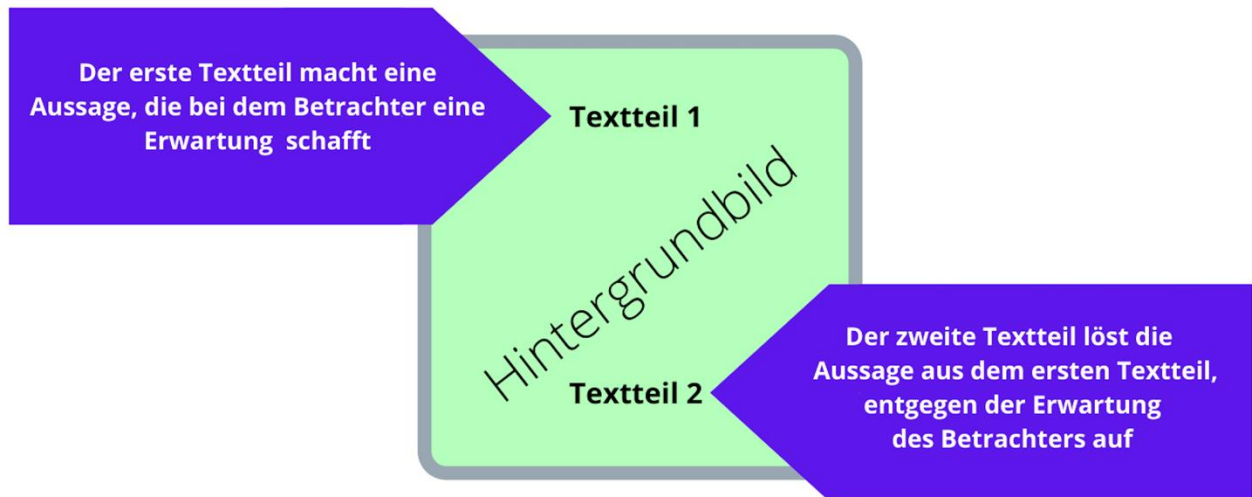 Der erste Textteil macht eine
Aussage, die bei dem Betrachter eine
Erwartung schafft
Textteil 1
Hintergrundbild
Textteil 2
Der zweite Textteil löst die
Aussage aus dem ersten Textteil,
entgegen der Erwartung
des Betrachters auf